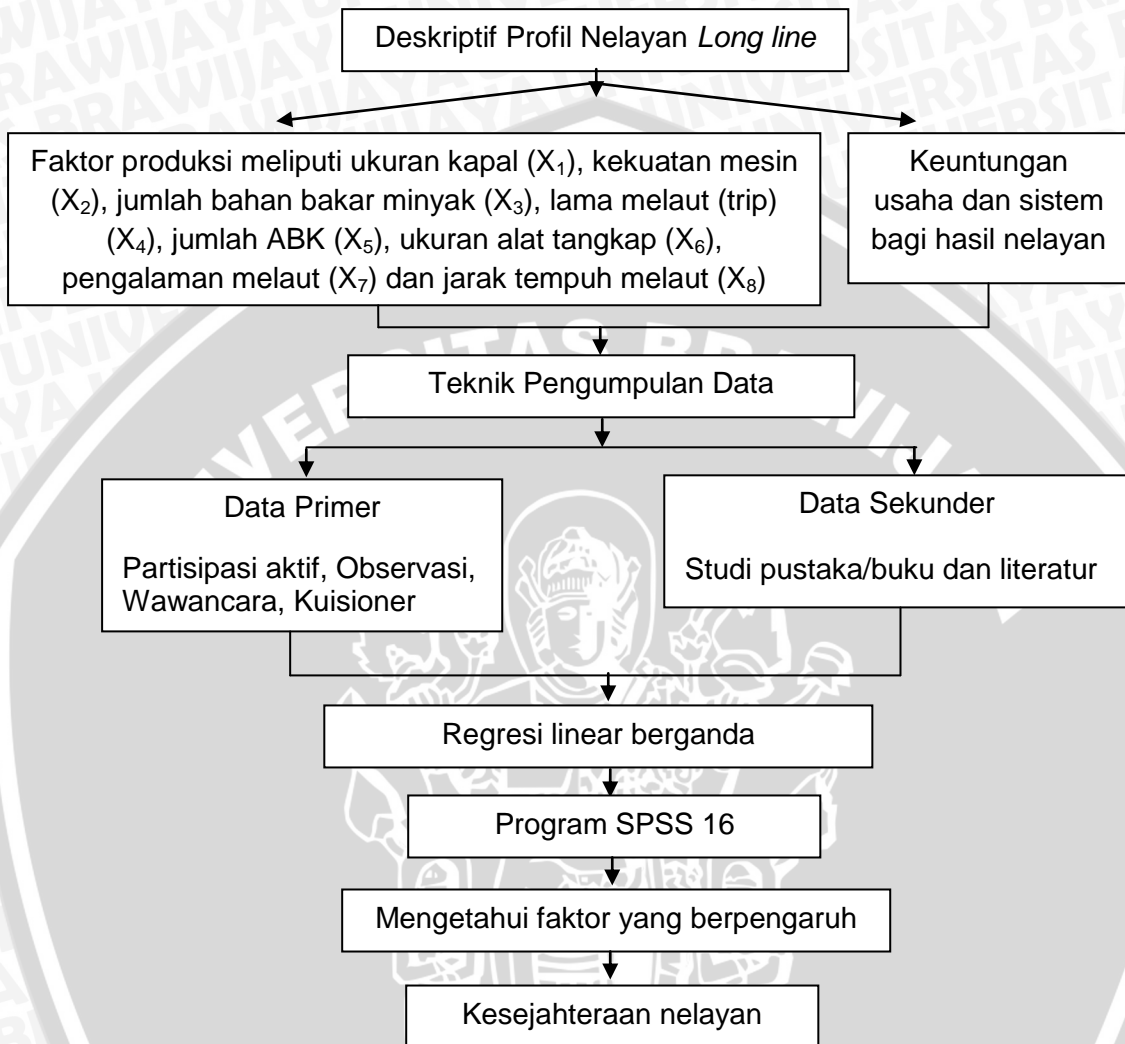 Deskriptif Profil Nelayan Long line
Faktor produksi meliputi ukuran kapal (X₁), kekuatan mesin
(X₂), jumlah bahan bakar minyak (X₃), lama melaut (trip)
(X₄), jumlah ABK (X₅), ukuran alat tangkap (X₆),
pengalaman melaut (X₇) dan jarak tempuh melaut (X₈)
Keuntungan
usaha dan sistem
bagi hasil nelayan
Teknik Pengumpulan Data
Data Primer
Partisipasi aktif, Observasi,
Wawancara, Kuisioner
Data Sekunder
Studi pustaka/buku dan literatur
Regresi linear berganda
Program SPSS 16
Mengetahui faktor yang berpengaruh
Kesejahteraan nelayan